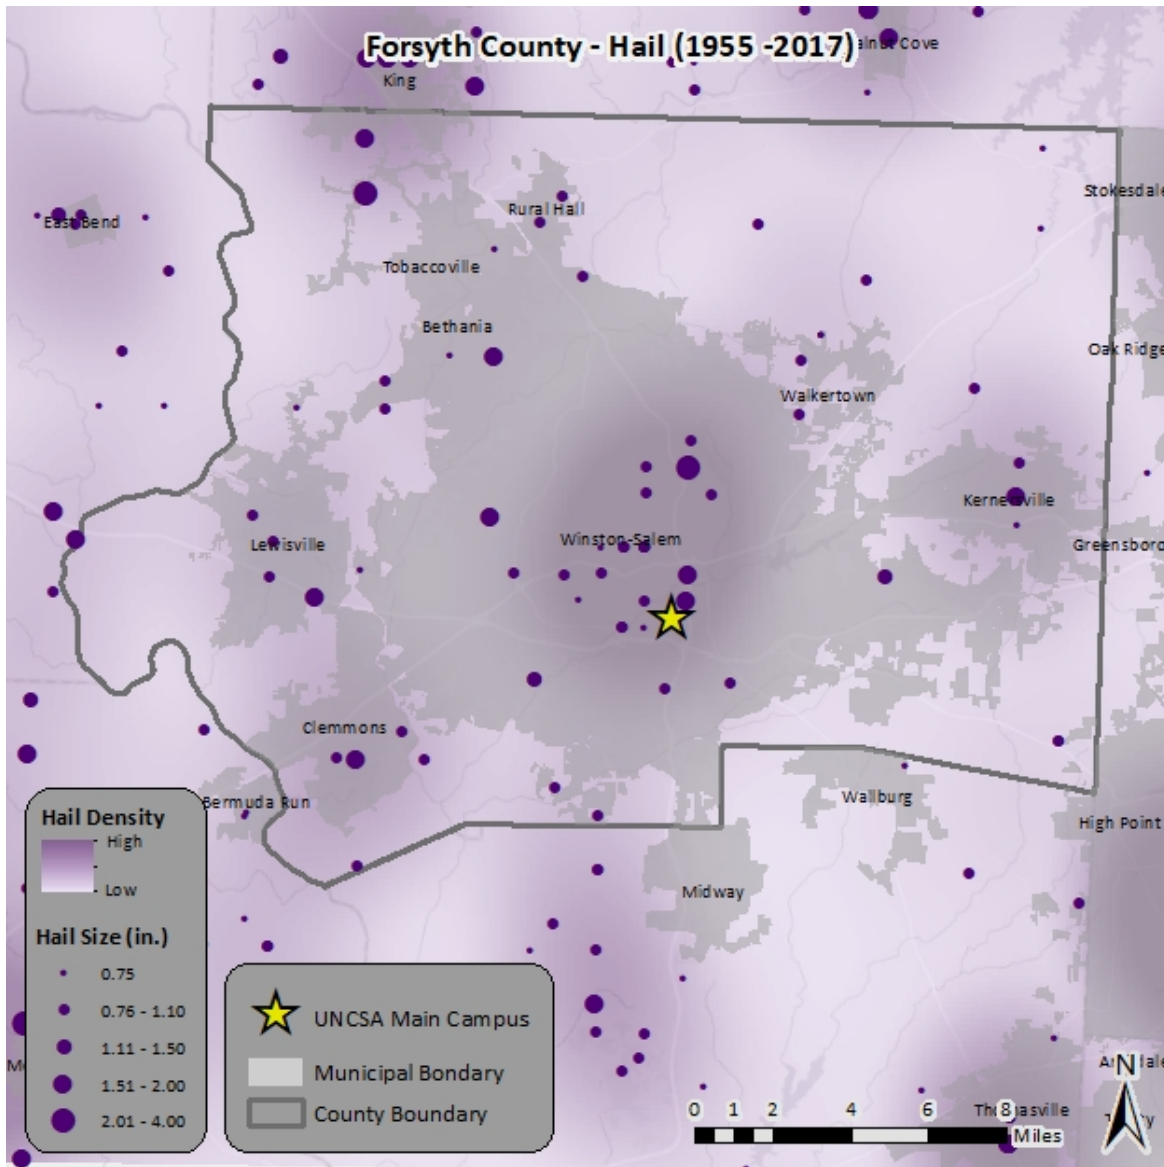 Forsyth County - Hail (1955 -2017)
King
Cove
Stokesdale
East Bend
Rural Hall
Tobaccoville
Bethania
Oak Ridge
Walkertown
Kernersville
Winston-Salem
Lewisville
Greensboro
Clemmons
Bermuda Run
Wallburg
High Point
Midway
Hail Density
High
Low
Hail Size (in.)
0.75
0.76 - 1.10
1.11 - 1.50
1.51 - 2.00
2.01 - 4.00
UNCSA Main Campus
Municipal Bondary
County Boundary
N
0 1 2 4 6 8
Miles
Thomasville